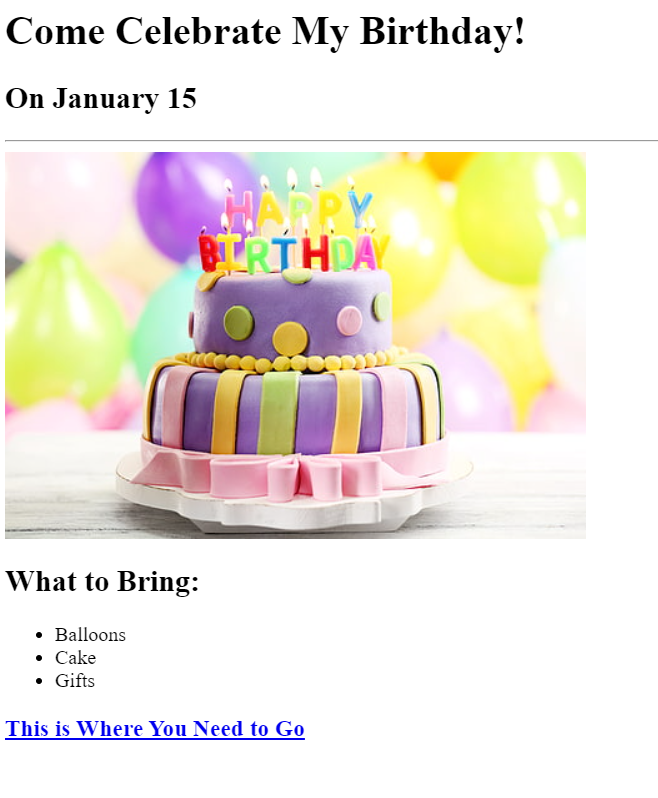 Come Celebrate My Birthday!
On January 15
HAPPY
BIRTHDAY
What to Bring:
Balloons
Cake
Gifts
This is Where You Need to Go